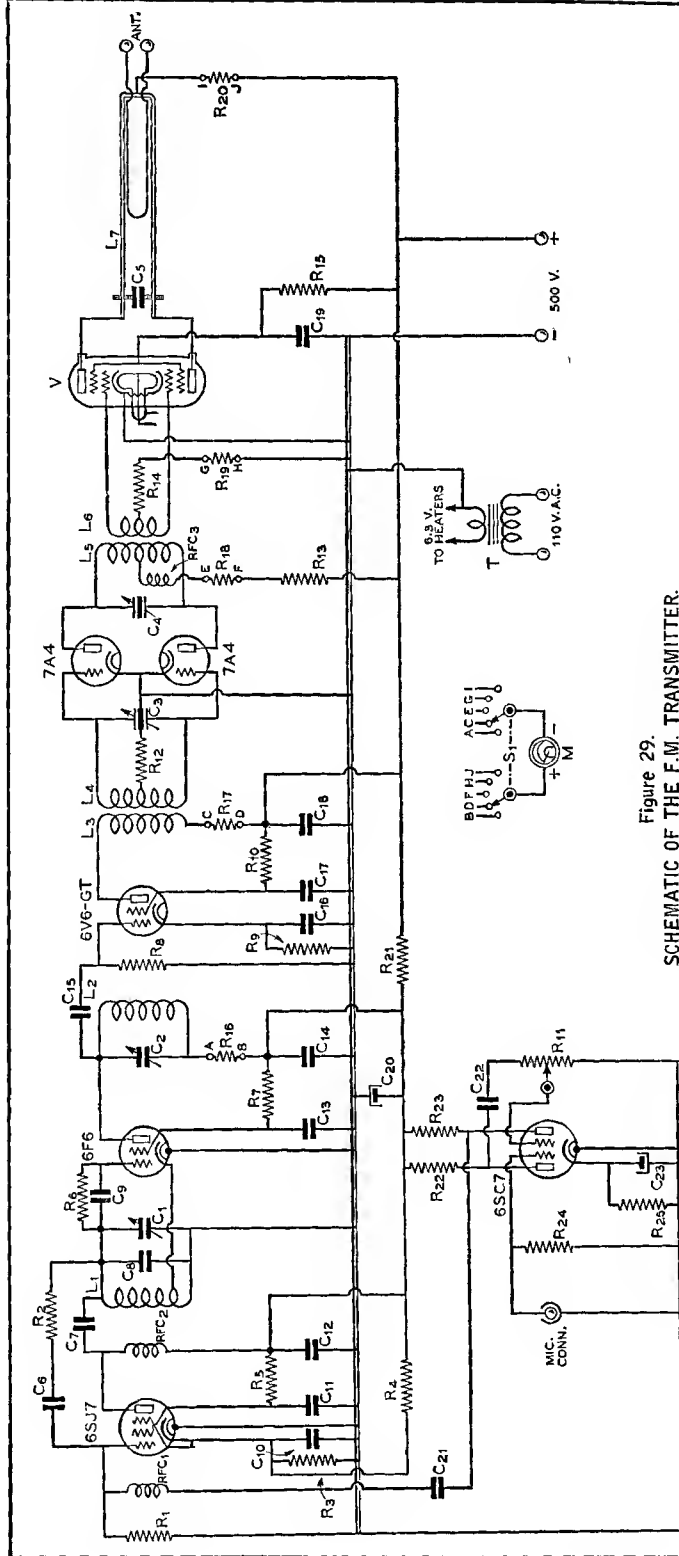 C6
R2
L1
C7
RFC2
6SJ7
RFC1
R1
C10
R3
C11
R5
C12
R4
C21
C8
C1
R6
C9
6F6
C13
R7
C14
A
R16
B
C2
L2
C15
R8
6V6-GT
R9
C16
C17
R10
C18
C
R17
D
L3
L4
R12
C3
7A4
7A4
C4
L5
L6
RFC3
E
R18
F
R13
R14
G
R19
H
V
C5
L7
ANT.
I
R20
J
R15
C19
- 500 V. +
C20
R21
R22
R23
C22
R11
6SC7
C23
R25
R24
MIC.
CONN.
BDFHJ
ACEGI
S1
+ M -
6.3 V.
TO HEATERS
T
110 V.A.C.
Figure 29.
SCHEMATIC OF THE F.M. TRANSMITTER.